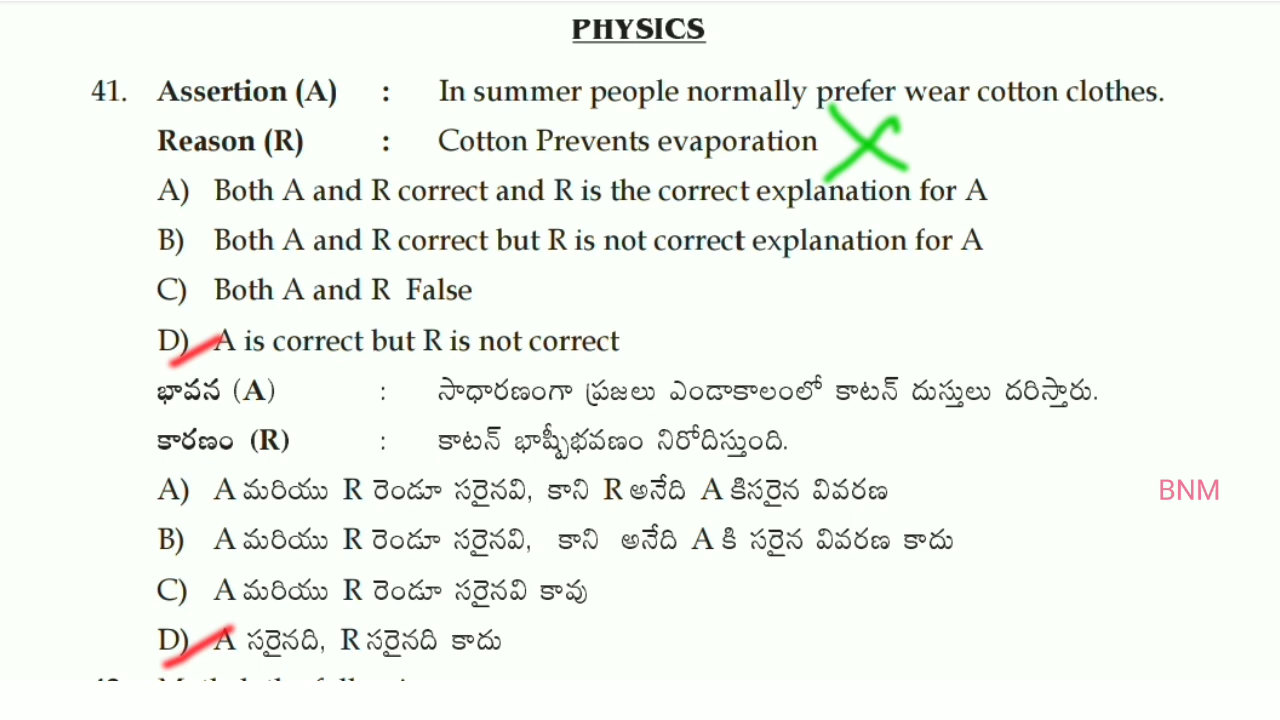 PHYSICS
41. Assertion (A) : In summer people normally prefer wear cotton clothes.
Reason (R) : Cotton Prevents evaporation
A) Both A and R correct and R is the correct explanation for A
B) Both A and R correct but R is not correct explanation for A
C) Both A and R False
D) A is correct but R is not correct
భావన (A) : సాధారణంగా ప్రజలు ఎండాకాలంలో కాటన్ దుస్తులు దరిస్తారు.
కారణం (R) : కాటన్ భాష్పీభవణం నిరోదిస్తుంది.
A) A మరియు R రెండూ సరైనవి, కాని R అనేది A కిసరైన వివరణ
BNM
B) A మరియు R రెండూ సరైనవి, కాని అనేది A కి సరైన వివరణ కాదు
C) A మరియు R రెండూ సరైనవి కావు
D) A సరైనది, R సరైనది కాదు